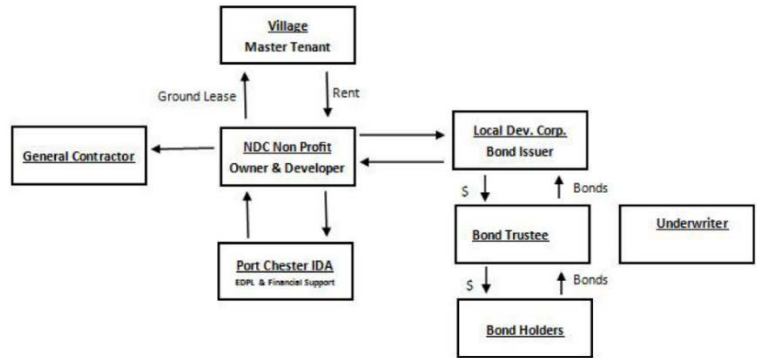 Village
Master Tenant
Ground Lease
Rent
General Contractor
NDC Non Profit
Owner & Developer
Local Dev. Corp.
Bond Issuer
$
Bonds
Bond Trustee
Underwriter
Port Chester IDA
EDPL & Financial Support
$
Bonds
Bond Holders